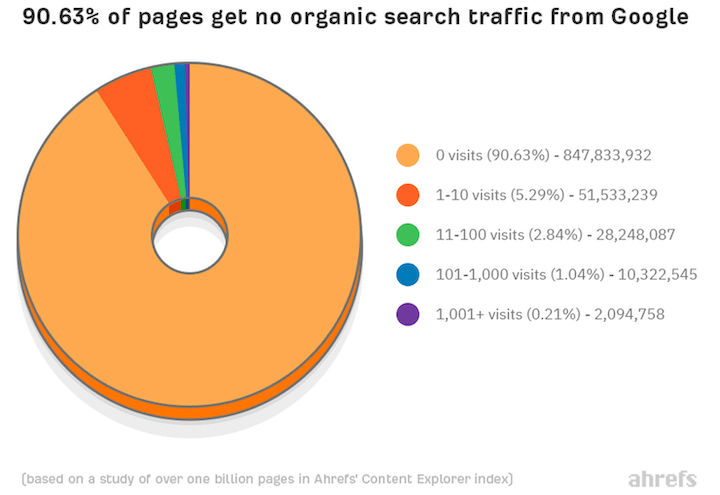 90.63% of pages get no organic search traffic from Google
0 visits (90.63%) - 847,833,932
1-10 visits (5.29%) - 51,533,239
11-100 visits (2.84%) - 28,248,087
101-1,000 visits (1.04%) - 10,322,545
1,001+ visits (0.21%) - 2,094,758
(based on a study of over one billion pages in Ahrefs' Content Explorer index)
ahrefs